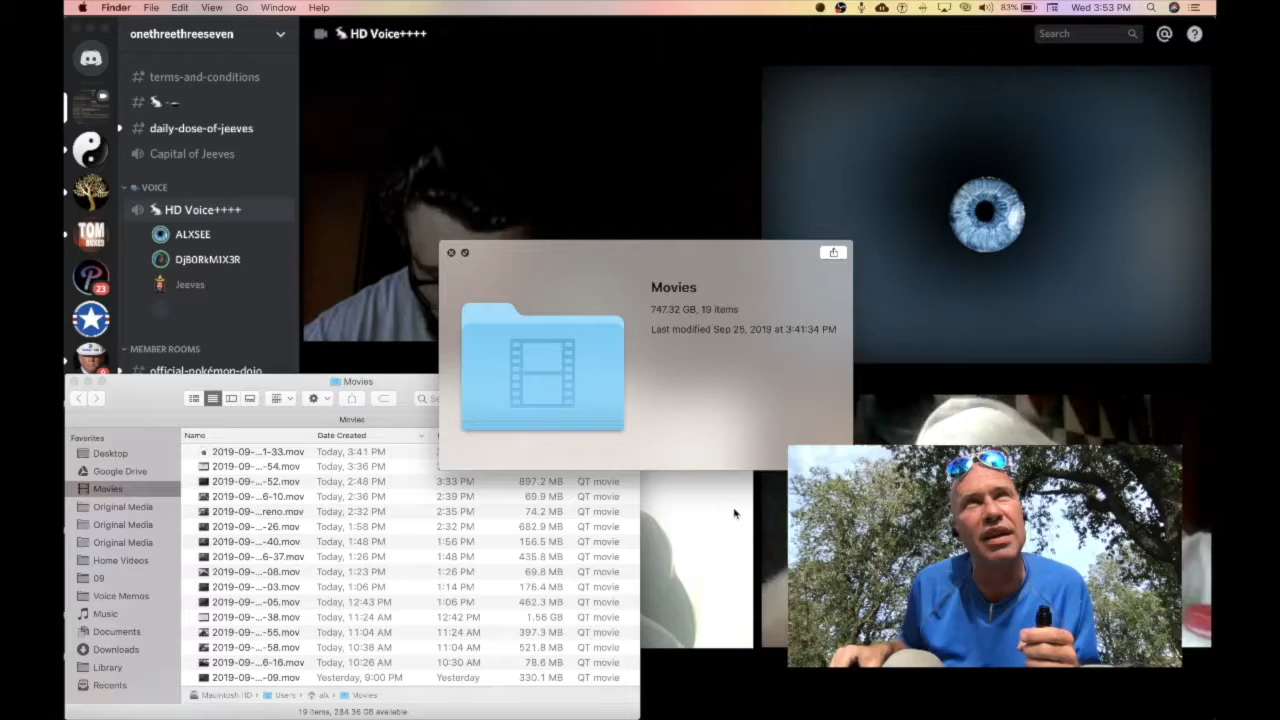 Finder File Edit View Go Window Help
83% Wed 3:53 PM
onethreethreeseven
HD Voice++++
Search
terms-and-conditions
daily-dose-of-jeeves
Capital of Jeeves
VOICE
HD Voice++++
ALXSEE
DjB0RkM1X3R
Jeeves
TOM
BOXES
23
MEMBER ROOMS
official-pokémon-dojo
Movies
747.32 GB, 19 items
Last modified Sep 25, 2019 at 3:41:34 PM
Movies
Movies
Favorites
Desktop
Google Drive
Movies
Original Media
Original Media
Original Media
Home Videos
09
Voice Memos
Music
Documents
Downloads
Library
Recents
Name Date Created
2019-09-...1-33.mov Today, 3:41 PM
2019-09-...-54.mov Today, 3:36 PM
2019-09-...-52.mov Today, 2:48 PM 3:33 PM 897.2 MB QT movie
2019-09-...6-10.mov Today, 2:39 PM 2:39 PM 69.9 MB QT movie
2019-09-...reno.mov Today, 2:32 PM 2:35 PM 74.2 MB QT movie
2019-09-...-26.mov Today, 1:58 PM 2:32 PM 682.9 MB QT movie
2019-09-...-40.mov Today, 1:48 PM 1:56 PM 156.5 MB QT movie
2019-09-...6-37.mov Today, 1:26 PM 1:48 PM 435.8 MB QT movie
2019-09-...-08.mov Today, 1:23 PM 1:26 PM 69.8 MB QT movie
2019-09-...-03.mov Today, 1:06 PM 1:14 PM 176.4 MB QT movie
2019-09-...-05.mov Today, 12:43 PM 1:06 PM 462.3 MB QT movie
2019-09-...-38.mov Today, 11:24 AM 12:42 PM 1.56 GB QT movie
2019-09-...-55.mov Today, 11:04 AM 11:24 AM 397.3 MB QT movie
2019-09-...-58.mov Today, 10:38 AM 11:04 AM 521.8 MB QT movie
2019-09-...6-16.mov Today, 10:26 AM 10:30 AM 78.6 MB QT movie
2019-09-...-09.mov Yesterday, 9:00 PM Yesterday 330.1 MB QT movie
Macintosh HD › Users › alx › Movies
19 items, 284.36 GB available